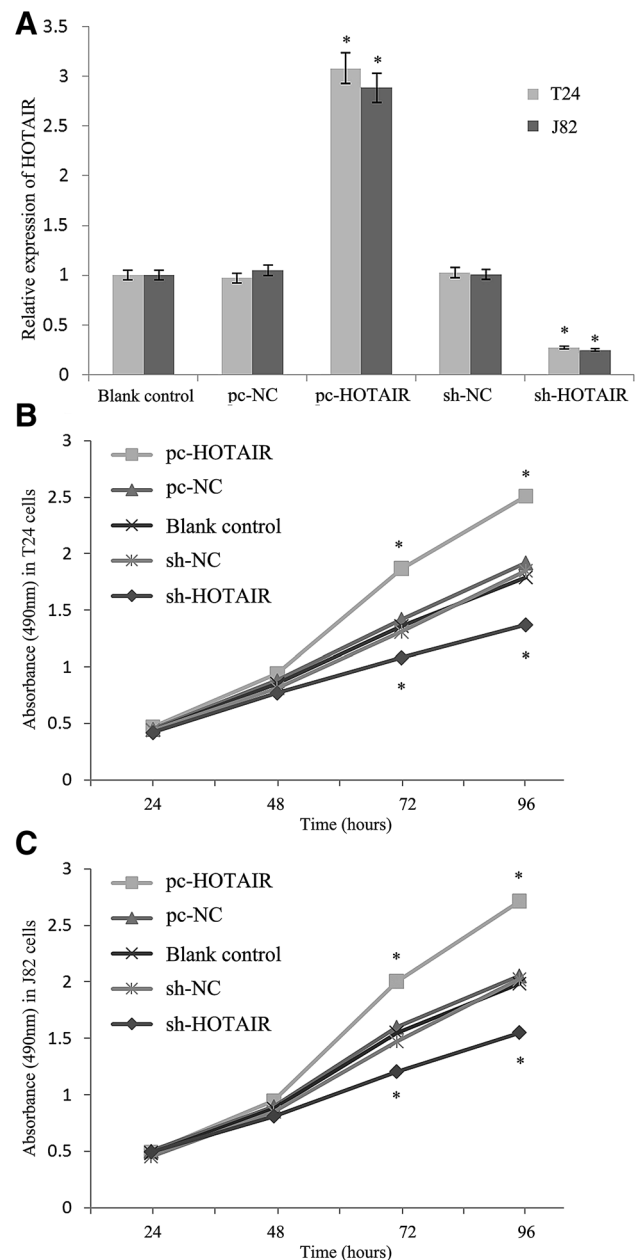 A
Relative expression of HOTAIR
3.5
3
2.5
2
1.5
1
0.5
0
* *
* *
T24
J82
Blank control pc-NC pc-HOTAIR sh-NC sh-HOTAIR
B
Absorbance (490nm) in T24 cells
3
2.5
2
1.5
1
0.5
0
pc-HOTAIR
pc-NC
Blank control
sh-NC
sh-HOTAIR
* *
* *
24 48 72 96
Time (hours)
C
Absorbance (490nm) in J82 cells
3
2.5
2
1.5
1
0.5
0
pc-HOTAIR
pc-NC
Blank control
sh-NC
sh-HOTAIR
* *
* *
24 48 72 96
Time (hours)